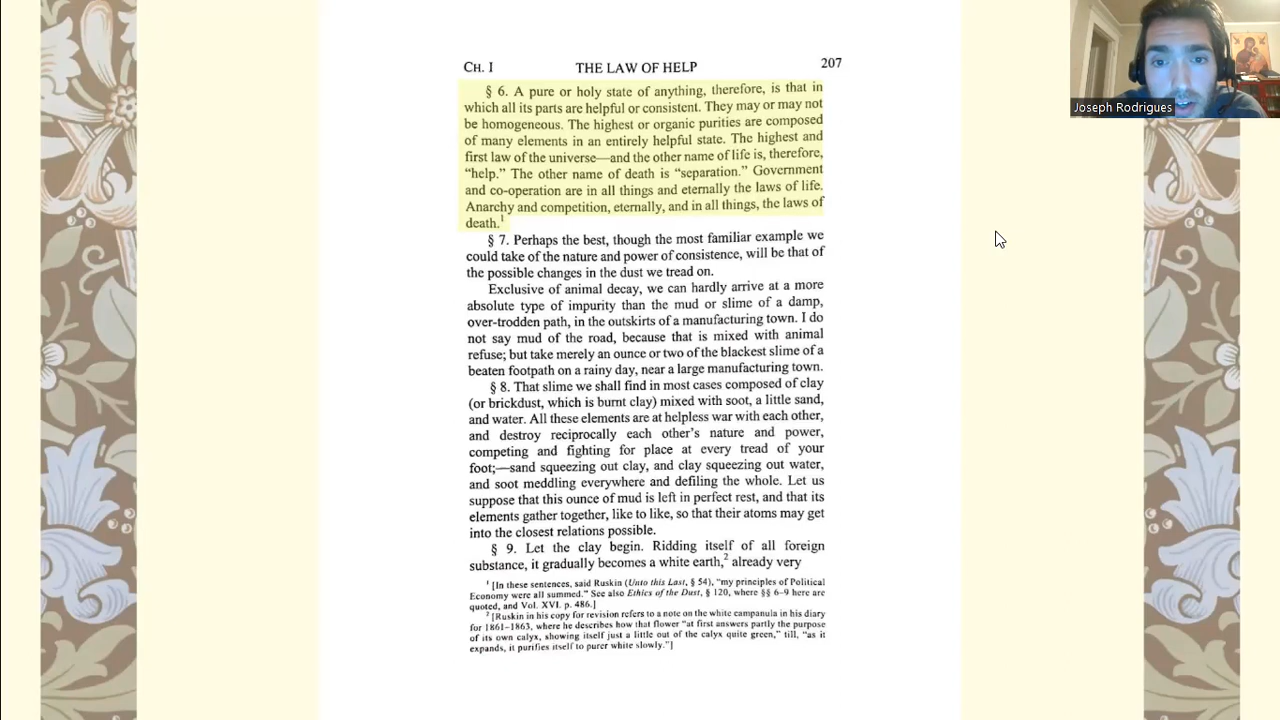 CH. I THE LAW OF HELP 207
§ 6. A pure or holy state of anything, therefore, is that in
which all its parts are helpful or consistent. They may or may not
be homogeneous. The highest or organic purities are composed
of many elements in an entirely helpful state. The highest and
first law of the universe—and the other name of life is, therefore,
“help.” The other name of death is “separation.” Government
and co-operation are in all things and eternally the laws of life.
Anarchy and competition, eternally, and in all things, the laws of
death.¹
§ 7. Perhaps the best, though the most familiar example we
could take of the nature and power of consistence, will be that of
the possible changes in the dust we tread on.
Exclusive of animal decay, we can hardly arrive at a more
absolute type of impurity than the mud or slime of a damp,
over-trodden path, in the outskirts of a manufacturing town. I do
not say mud of the road, because that is mixed with animal
refuse; but take merely an ounce or two of the blackest slime of a
beaten footpath on a rainy day, near a large manufacturing town.
§ 8. That slime we shall find in most cases composed of clay
(or brickdust, which is burnt clay) mixed with soot, a little sand,
and water. All these elements are at helpless war with each other,
and destroy reciprocally each other’s nature and power,
competing and fighting for place at every tread of your
foot;—sand squeezing out clay, and clay squeezing out water,
and soot meddling everywhere and defiling the whole. Let us
suppose that this ounce of mud is left in perfect rest, and that its
elements gather together, like to like, so that their atoms may get
into the closest relations possible.
§ 9. Let the clay begin. Ridding itself of all foreign
substance, it gradually becomes a white earth,² already very
¹ [In these sentences, said Ruskin (Unto this Last, § 54), “my principles of Political
Economy were all summed.” See also Ethics of the Dust, § 120, where §§ 6–9 here are
quoted, and Vol. XVI. p. 486.]
² [Ruskin in his copy for revision refers to a note on the white campanula in his diary
for 1861–1863, where he describes how that flower “at first answers partly the purpose
of its own calyx, showing itself just a little out of the calyx quite green,” till, “as it
expands, it purifies itself to purer white slowly.”]
Joseph Rodrigues